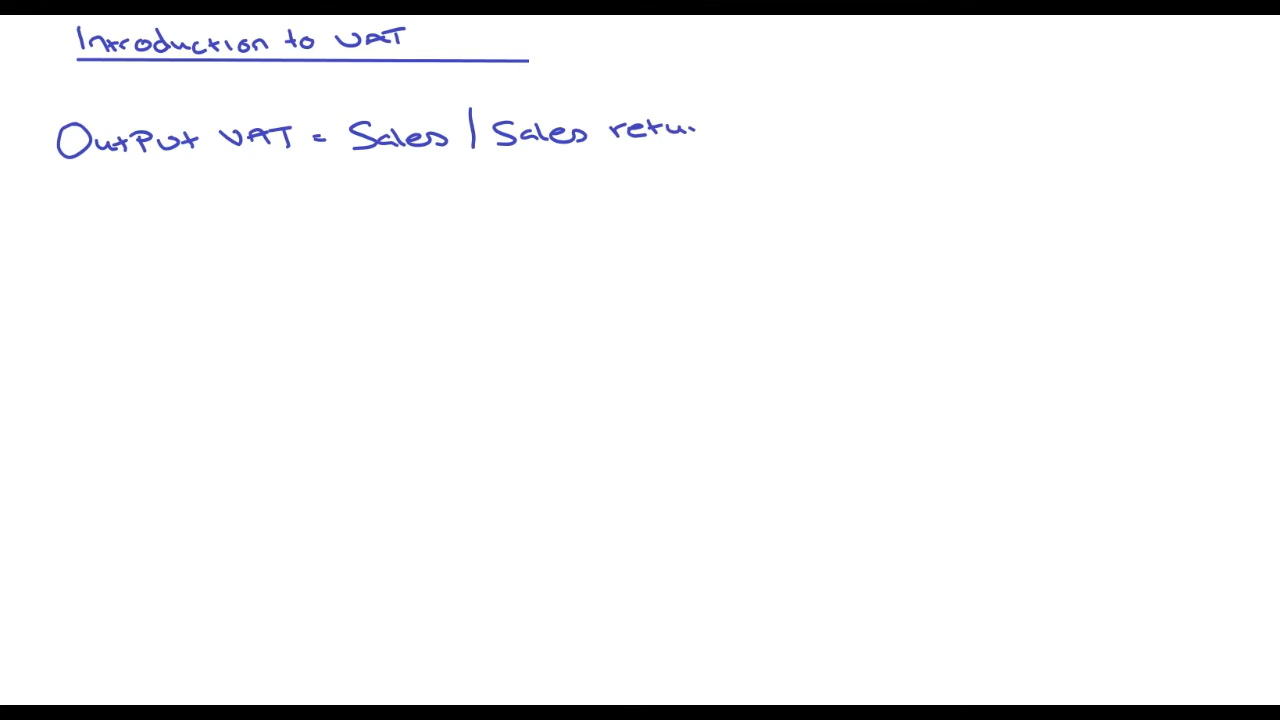 Introduction to VAT
Output VAT = Sales | Sales retu